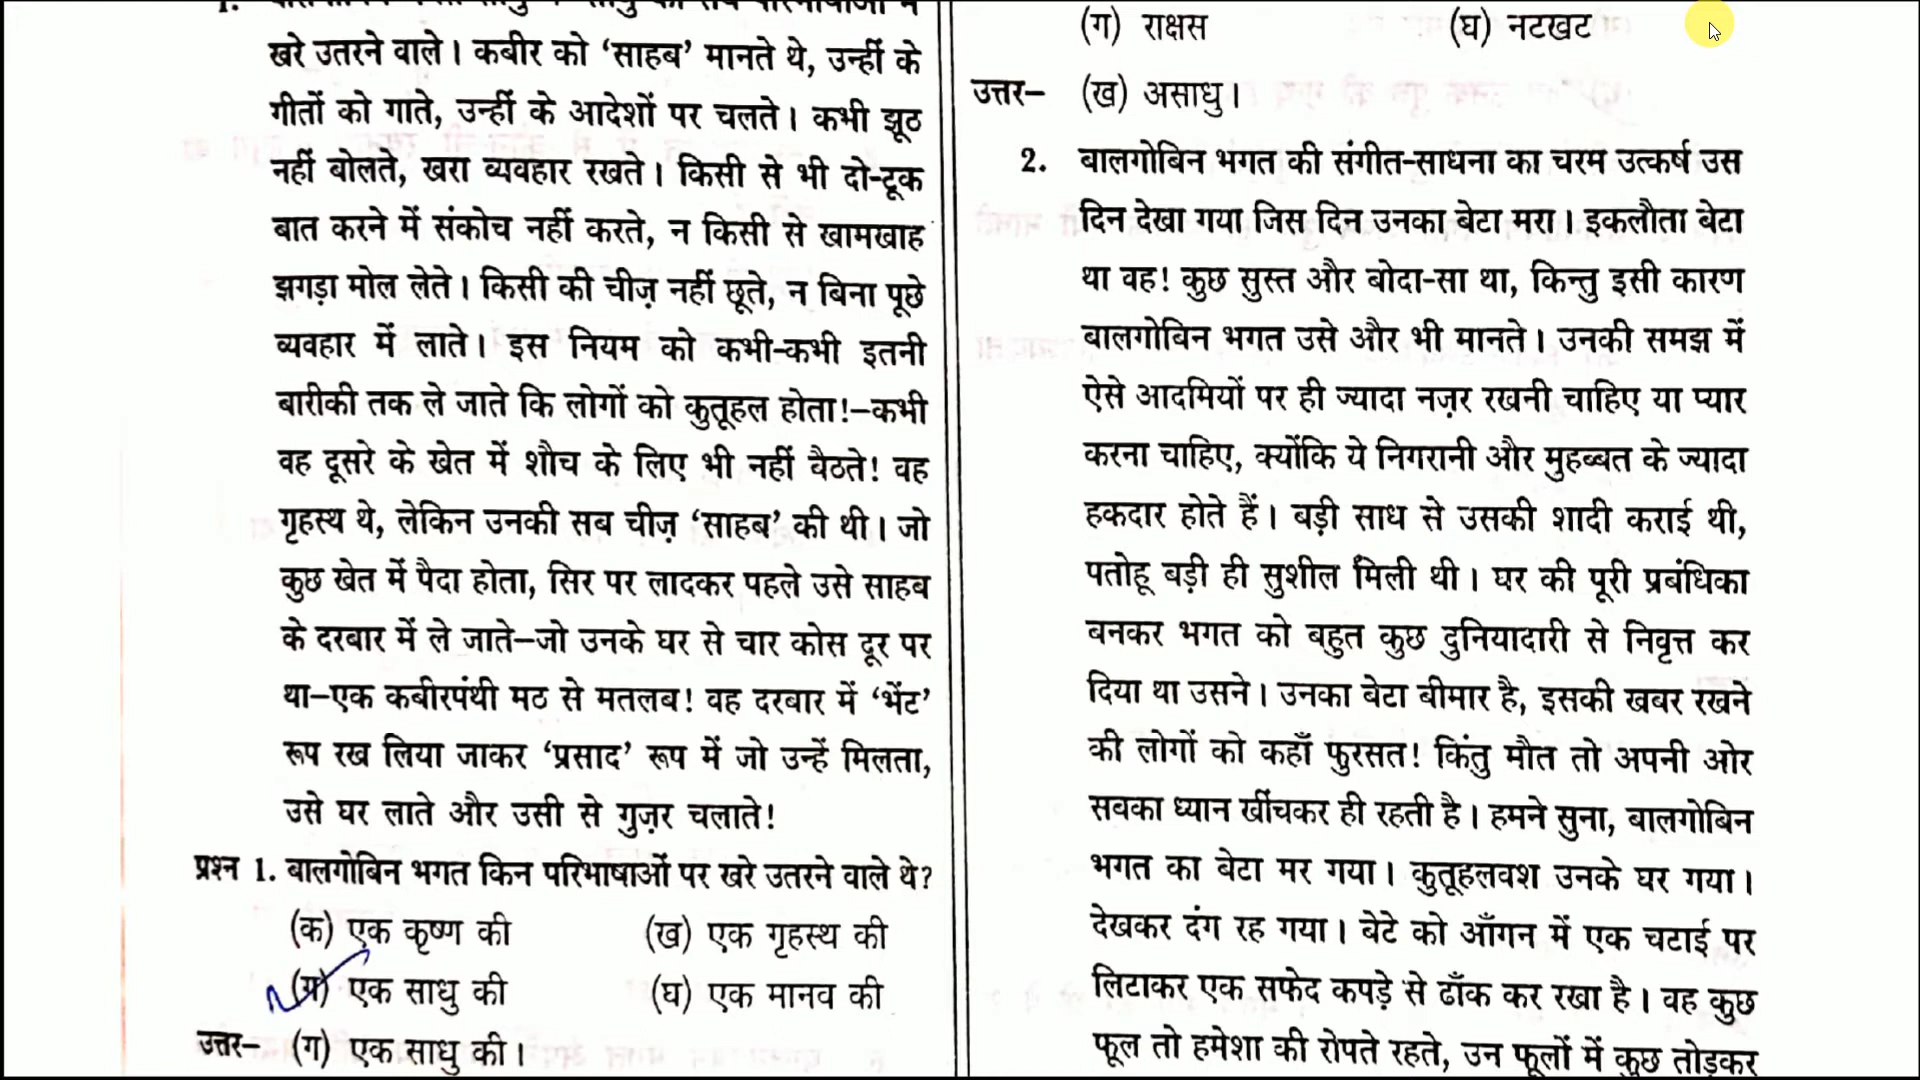 1. बालगोबिन भगत साधु थे-साधु की सब परिभाषाओं में
खरे उतरने वाले। कबीर को ‘साहब’ मानते थे, उन्हीं के
गीतों को गाते, उन्हीं के आदेशों पर चलते। कभी झूठ
नहीं बोलते, खरा व्यवहार रखते। किसी से भी दो-टूक
बात करने में संकोच नहीं करते, न किसी से खामखाह
झगड़ा मोल लेते। किसी की चीज़ नहीं छूते, न बिना पूछे
व्यवहार में लाते। इस नियम को कभी-कभी इतनी
बारीकी तक ले जाते कि लोगों को कुतूहल होता!–कभी
वह दूसरे के खेत में शौच के लिए भी नहीं बैठते! वह
गृहस्थ थे, लेकिन उनकी सब चीज़ ‘साहब’ की थी। जो
कुछ खेत में पैदा होता, सिर पर लादकर पहले उसे साहब
के दरबार में ले जाते–जो उनके घर से चार कोस दूर पर
था–एक कबीरपंथी मठ से मतलब! वह दरबार में ‘भेंट’
रूप रख लिया जाकर ‘प्रसाद’ रूप में जो उन्हें मिलता,
उसे घर लाते और उसी से गुज़र चलाते!
प्रश्न 1. बालगोबिन भगत किन परिभाषाओं पर खरे उतरने वाले थे?
(क) एक कृष्ण की (ख) एक गृहस्थ की
(ग) एक साधु की (घ) एक मानव की
उत्तर– (ग) एक साधु की।
(ग) राक्षस (घ) नटखट
उत्तर– (ख) असाधु।
2. बालगोबिन भगत की संगीत-साधना का चरम उत्कर्ष उस
दिन देखा गया जिस दिन उनका बेटा मरा। इकलौता बेटा
था वह! कुछ सुस्त और बोदा-सा था, किन्तु इसी कारण
बालगोबिन भगत उसे और भी मानते। उनकी समझ में
ऐसे आदमियों पर ही ज्यादा नज़र रखनी चाहिए या प्यार
करना चाहिए, क्योंकि ये निगरानी और मुहब्बत के ज्यादा
हकदार होते हैं। बड़ी साध से उसकी शादी कराई थी,
पतोहू बड़ी ही सुशील मिली थी। घर की पूरी प्रबंधिका
बनकर भगत को बहुत कुछ दुनियादारी से निवृत्त कर
दिया था उसने। उनका बेटा बीमार है, इसकी खबर रखने
की लोगों को कहाँ फुरसत! किंतु मौत तो अपनी ओर
सबका ध्यान खींचकर ही रहती है। हमने सुना, बालगोबिन
भगत का बेटा मर गया। कुतूहलवश उनके घर गया।
देखकर दंग रह गया। बेटे को आँगन में एक चटाई पर
लिटाकर एक सफेद कपड़े से ढाँक कर रखा है। वह कुछ
फूल तो हमेशा की रोपते रहते, उन फूलों में कुछ तोड़कर